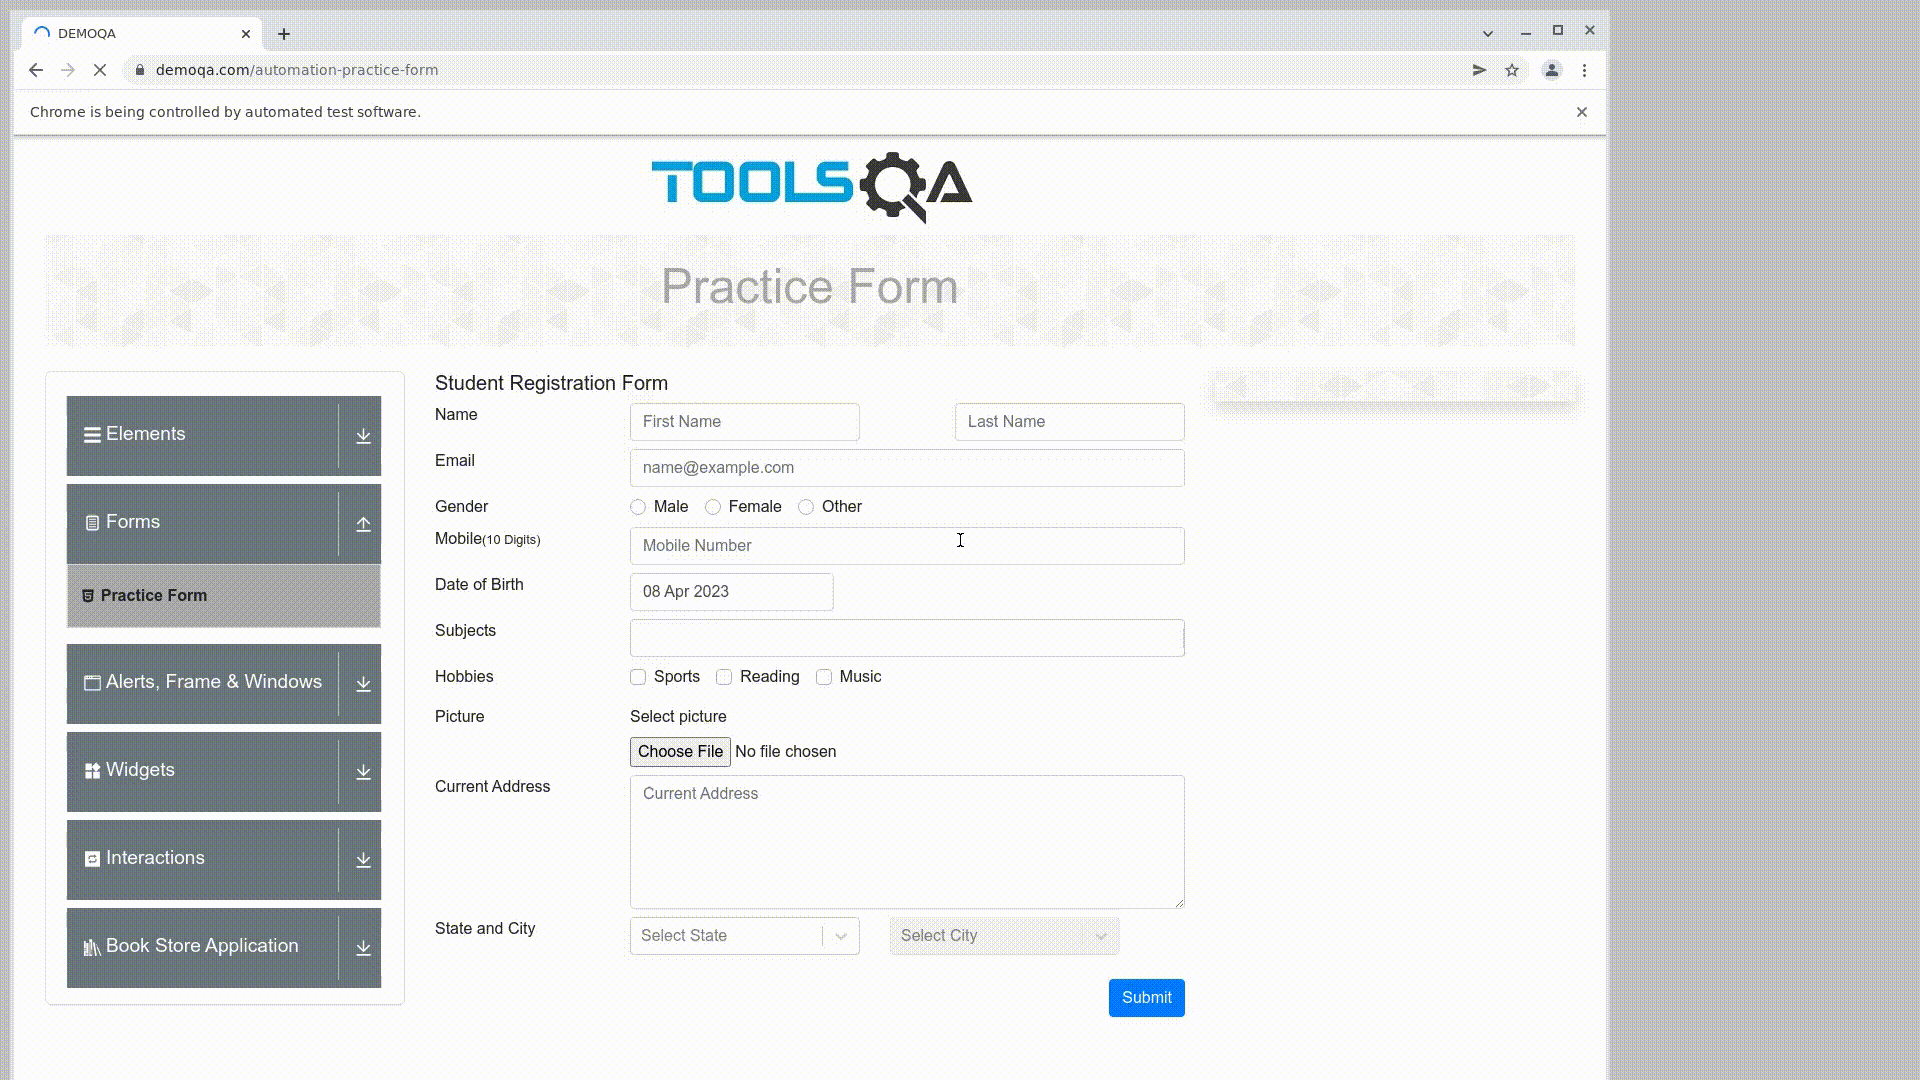 DEMOQA
demoqa.com/automation-practice-form
Chrome is being controlled by automated test software.
TOOLSQA
Practice Form
Elements
Forms
Practice Form
Alerts, Frame & Windows
Widgets
Interactions
Book Store Application
Student Registration Form
Name First Name Last Name
Email name@example.com
Gender Male Female Other
Mobile(10 Digits) Mobile Number
Date of Birth 08 Apr 2023
Subjects
Hobbies Sports Reading Music
Picture Select picture
Choose File No file chosen
Current Address Current Address
State and City Select State Select City
Submit